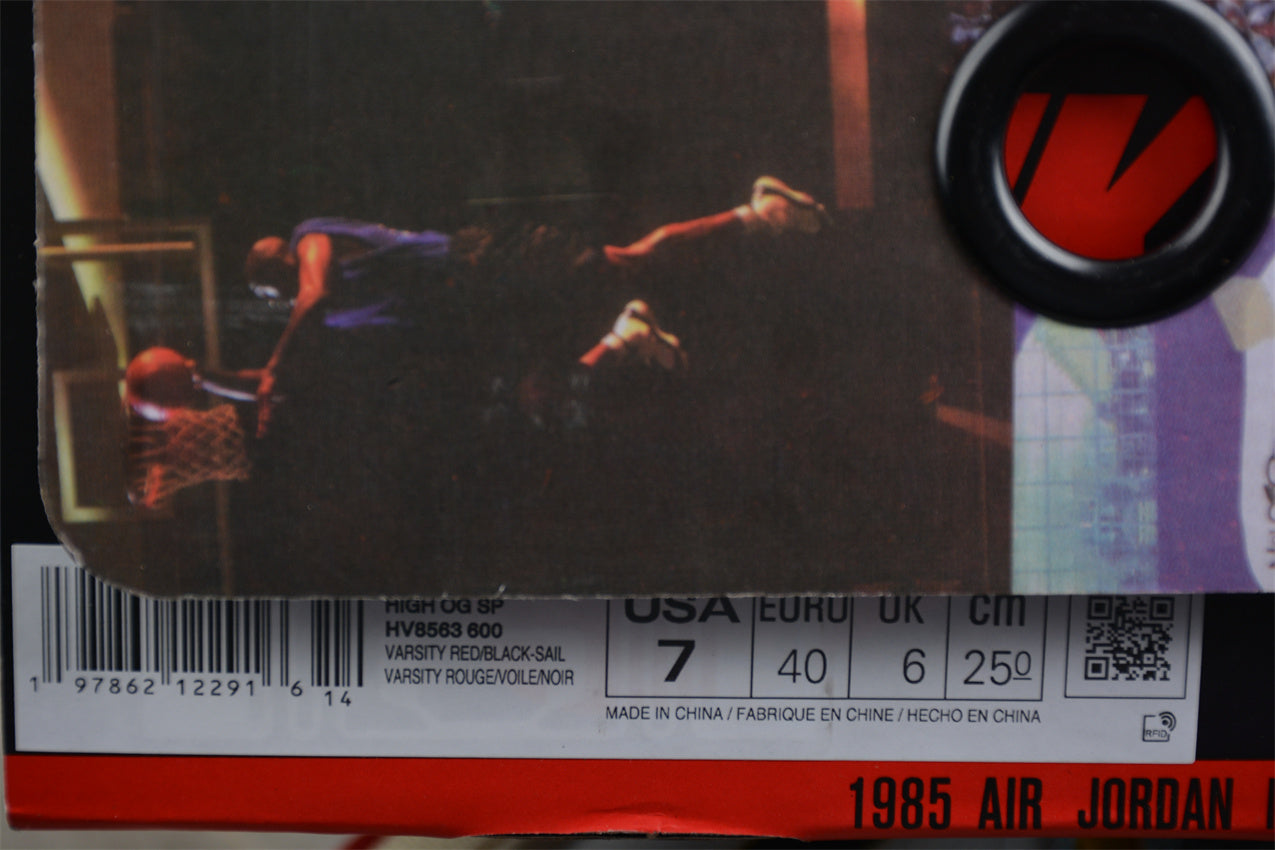 HIGH OG SP
HV8563 600
VARSITY RED/BLACK-SAIL
VARSITY ROUGE/VOILE/NOIR
1 97862 12291 6 14
USA EURO UK cm
7 40 6 250
MADE IN CHINA / FABRIQUE EN CHINE / HECHO EN CHINA
RFID
1985 AIR JORDAN